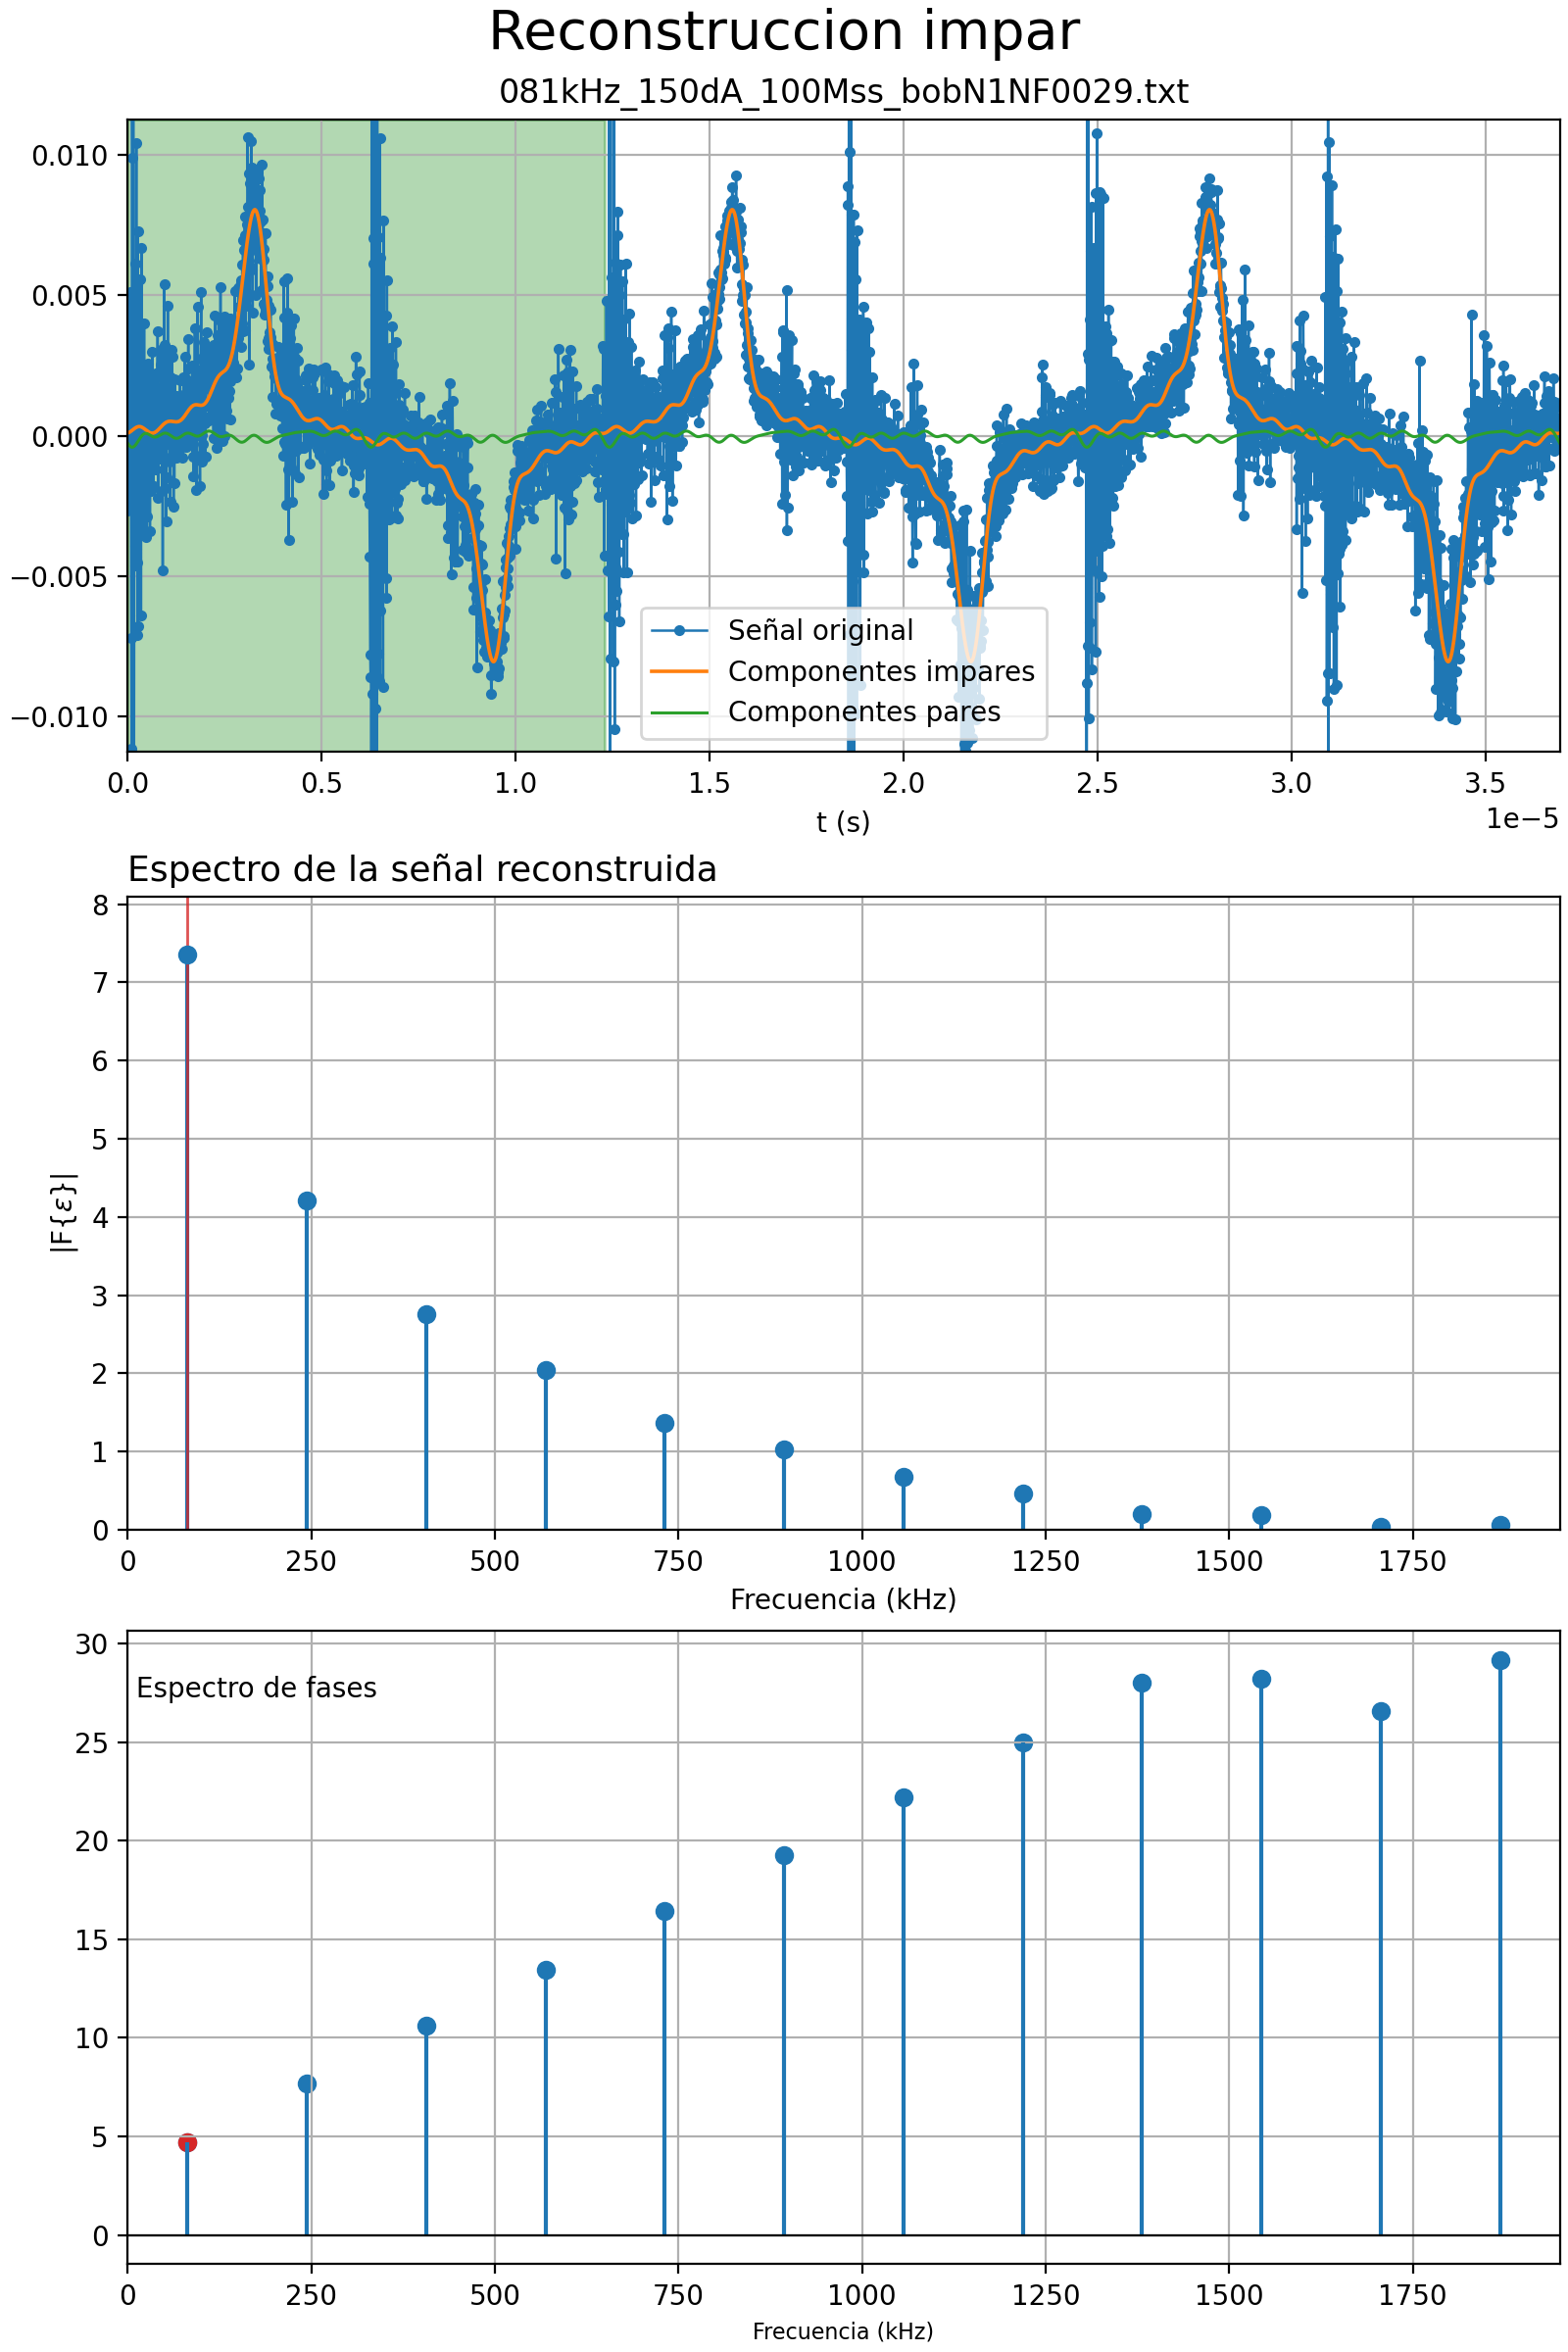 Reconstruccion impar
081kHz_150dA_100Mss_bobN1NF0029.txt
0.010
0.005
0.000
−0.005
−0.010
Señal original
Componentes impares
Componentes pares
0.0 0.5 1.0 1.5 2.0 2.5 3.0 3.5
t (s)
1e−5
Espectro de la señal reconstruida
8
7
6
5
4
3
2
1
0
|F{ε}|
0 250 500 750 1000 1250 1500 1750
Frecuencia (kHz)
Espectro de fases
30
25
20
15
10
5
0
0 250 500 750 1000 1250 1500 1750
Frecuencia (kHz)